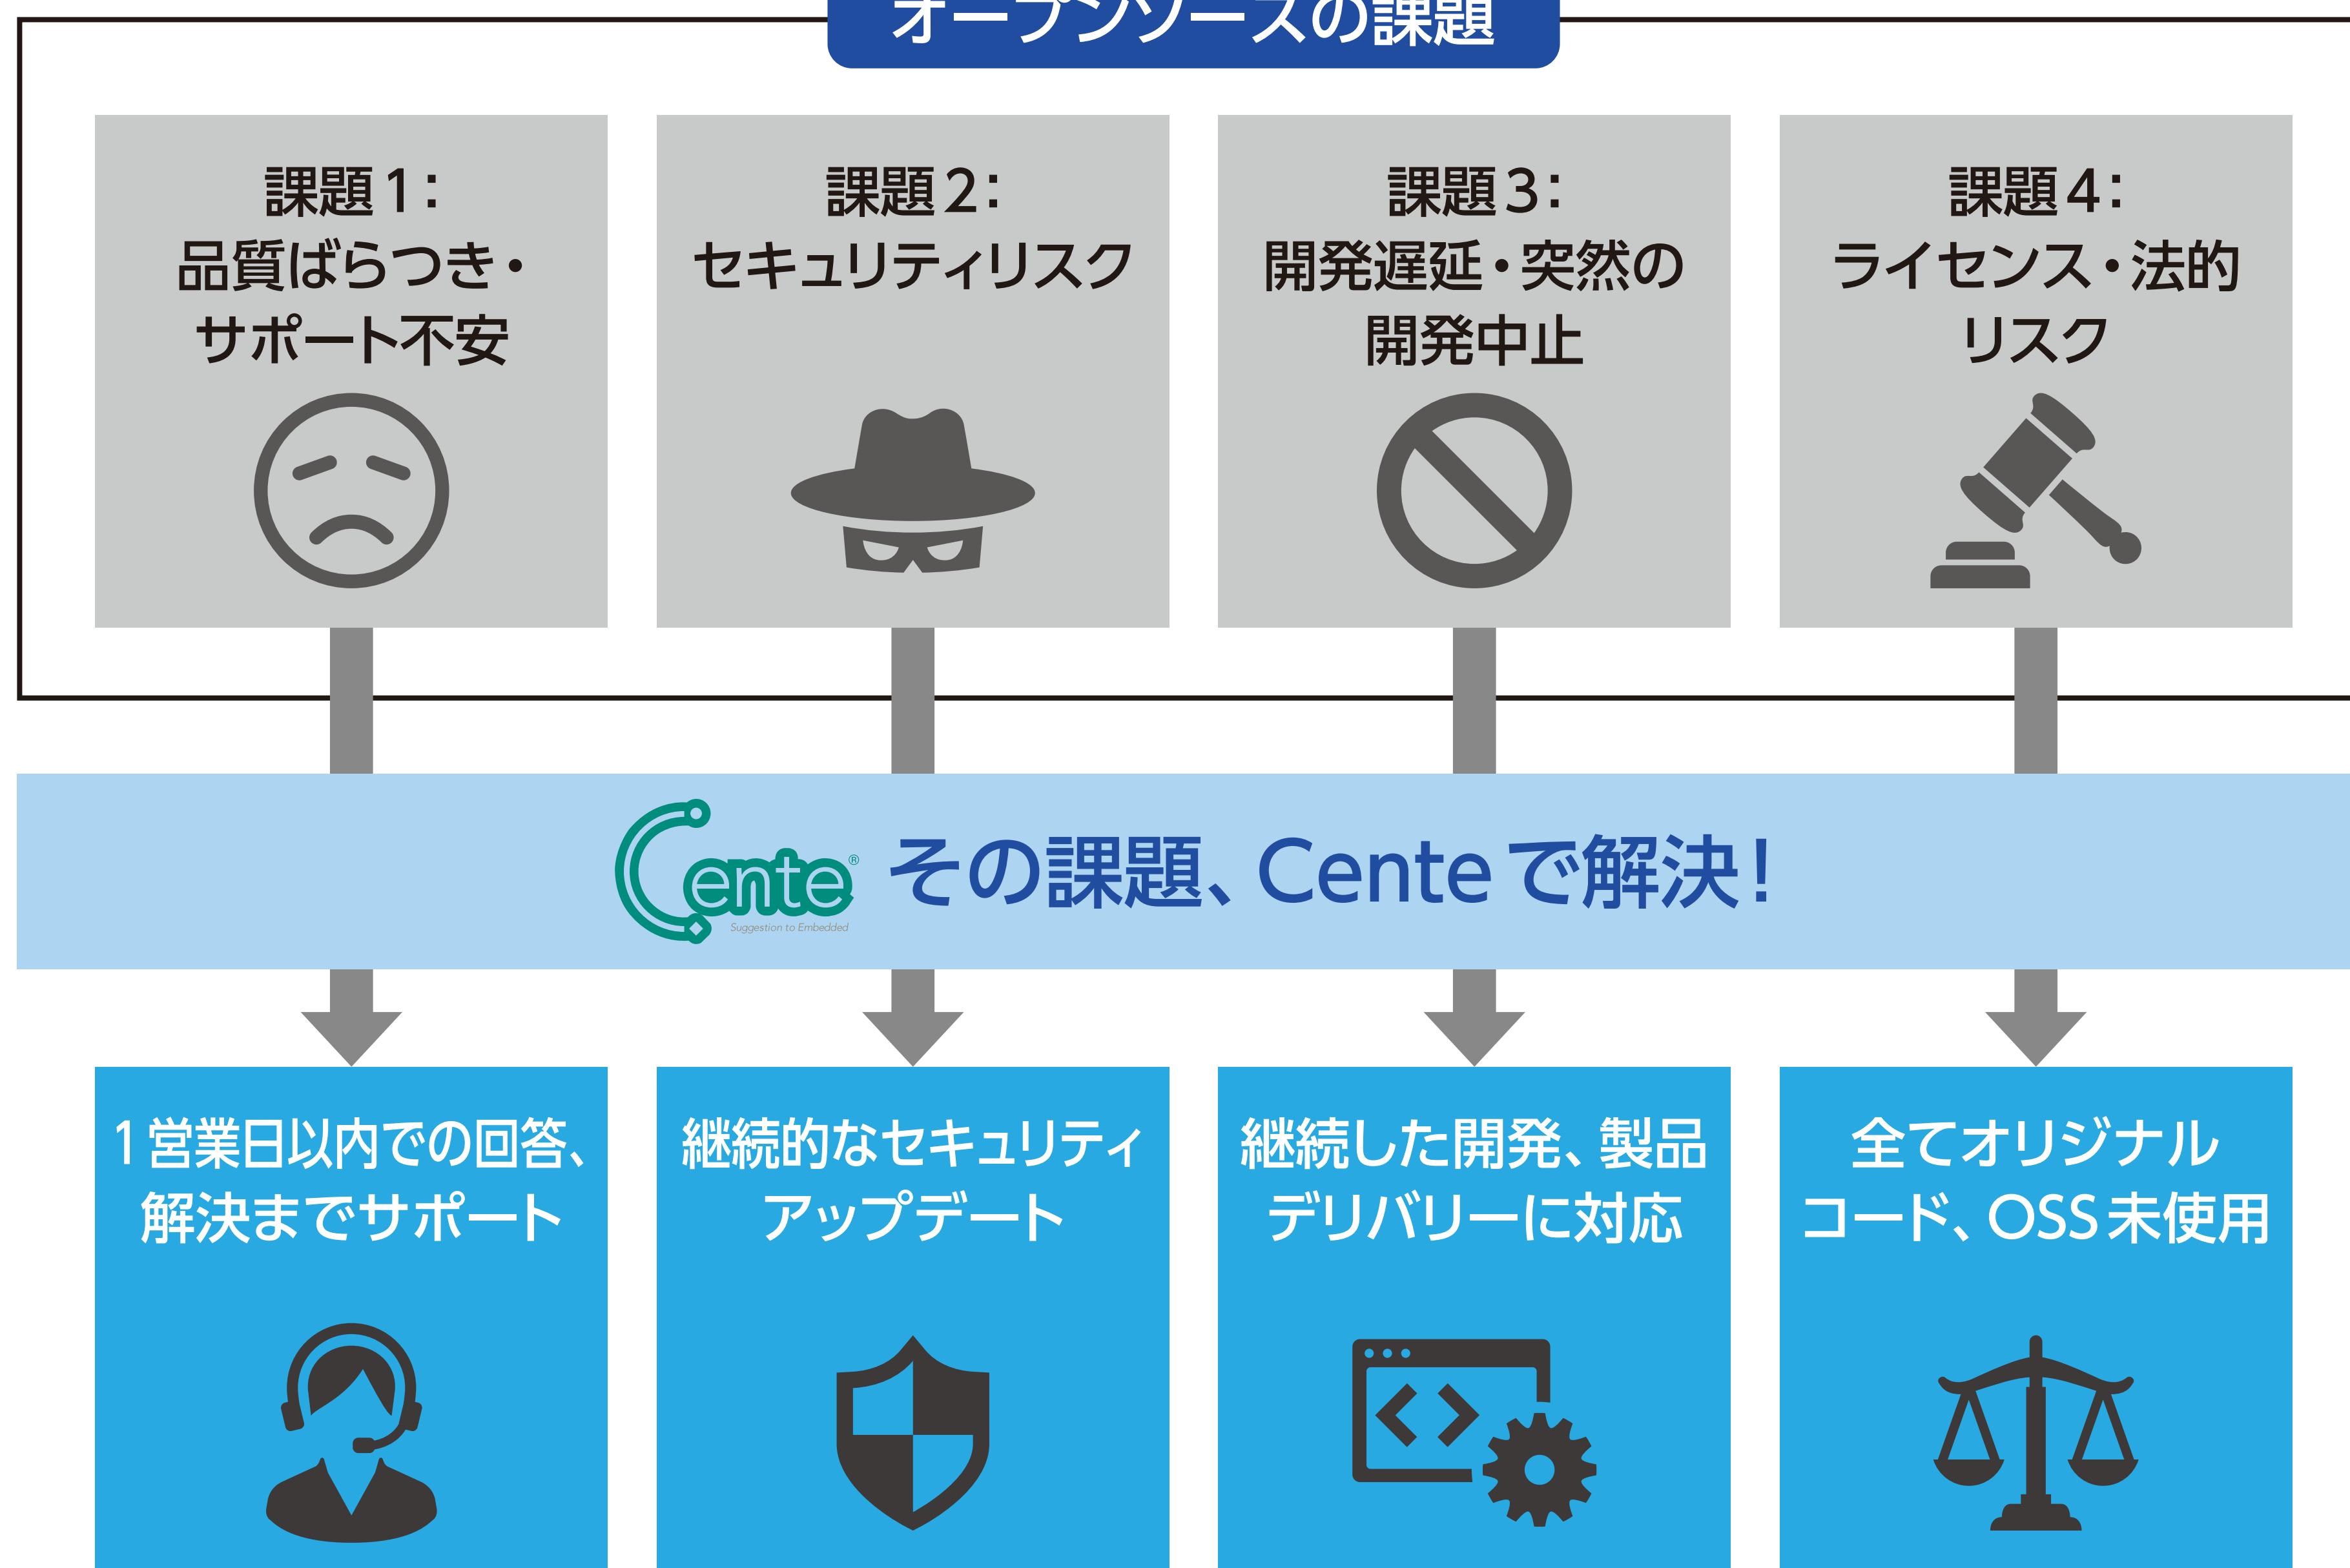 オープンソースの課題
課題1:
品質ばらつき・
サポート不安
課題2:
セキュリティリスク
課題3:
開発遅延・突然の
開発中止
課題4:
ライセンス・法的
リスク
Cente®
Suggestion to Embedded
その課題、Centeで解決!
1営業日以内での回答、
解決までサポート
継続的なセキュリティ
アップデート
継続した開発、製品
デリバリーに対応
全てオリジナル
コード、OSS未使用